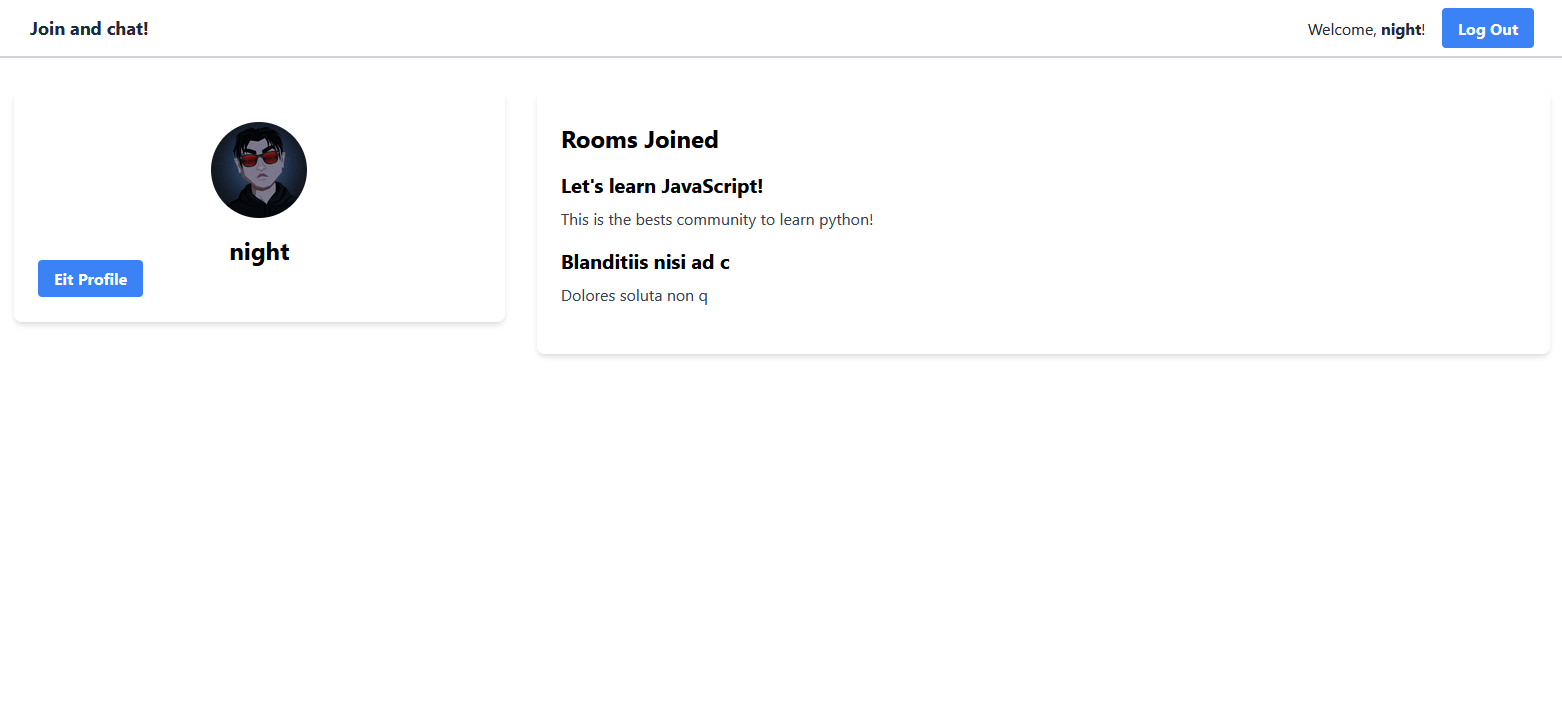 Join and chat!
Welcome, night!
Log Out
night
Eit Profile
Rooms Joined
Let's learn JavaScript!
This is the bests community to learn python!
Blanditiis nisi ad c
Dolores soluta non q